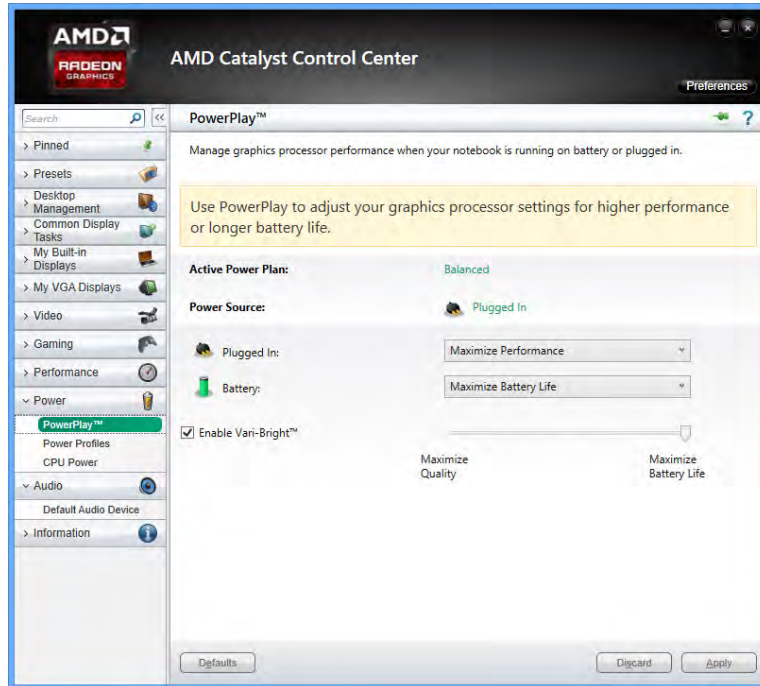 AMD
RADEON
GRAPHICS
AMD Catalyst Control Center
Preferences
Search
PowerPlay™
?
Manage graphics processor performance when your notebook is running on battery or plugged in.
> Pinned
> Presets
> Desktop
Management
> Common Display
Tasks
> My Built-in
Displays
> My VGA Displays
> Video
> Gaming
> Performance
Power
PowerPlay™
Power Profiles
CPU Power
Audio
Default Audio Device
> Information
Use PowerPlay to adjust your graphics processor settings for higher performance
or longer battery life.
Active Power Plan: Balanced
Power Source: Plugged In
Plugged In: Maximize Performance
Battery: Maximize Battery Life
Enable Vari-Bright™
Maximize
Quality
Maximize
Battery Life
Defaults
Discard
Apply